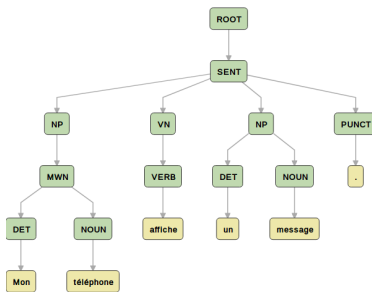 ROOT
SENT
NP VN NP PUNCT
MWN VERB DET NOUN .
DET NOUN affiche un message
Mon téléphone